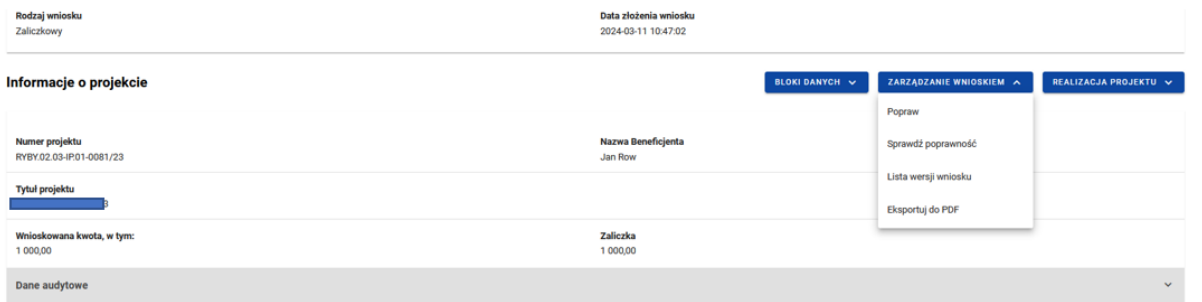 Rodzaj wniosku
Zaliczkowy
Data złożenia wniosku
2024-03-11 10:47:02
Informacje o projekcie
BLOKI DANYCH
ZARZĄDZANIE WNIOSKIEM
REALIZACJA PROJEKTU
Popraw
Sprawdź poprawność
Lista wersji wniosku
Eksportuj do PDF
Numer projektu
RYBY.02.03-IP.01-0081/23
Nazwa Beneficjenta
Jan Row
Tytuł projektu
Wnioskowana kwota, w tym:
1 000,00
Zaliczka
1 000,00
Dane audytowe